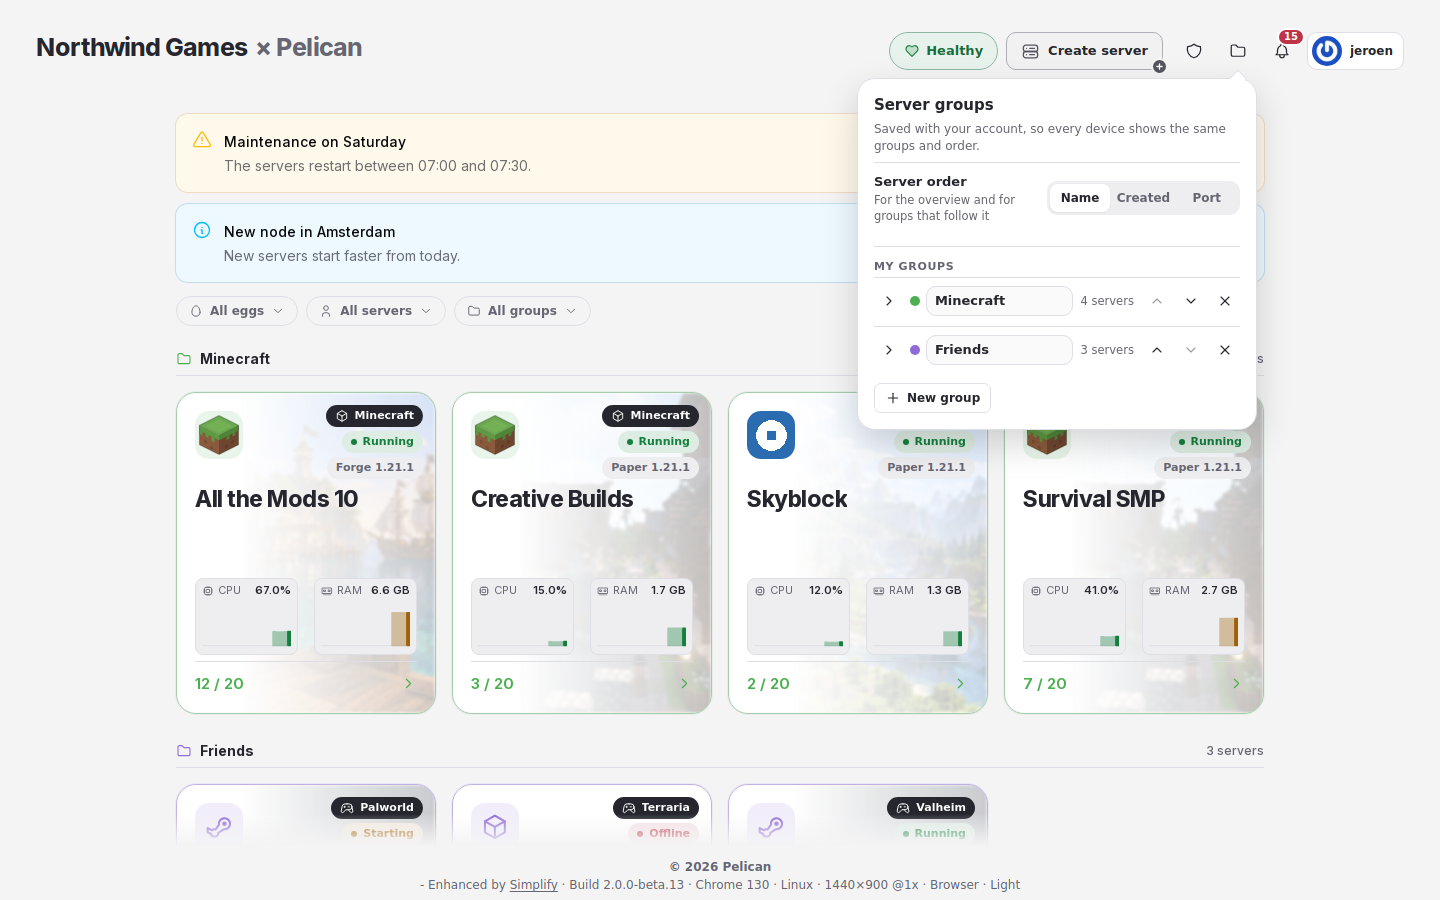 Northwind Games × Pelican
Healthy
Create server
15
jeroen
Server groups
Saved with your account, so every device shows the same
groups and order.
Server order
For the overview and for
groups that follow it
Name
Created
Port
MY GROUPS
Minecraft
4 servers
Friends
3 servers
New group
Maintenance on Saturday
The servers restart between 07:00 and 07:30.
New node in Amsterdam
New servers start faster from today.
All eggs
All servers
All groups
Minecraft
s
Minecraft
Running
Forge 1.21.1
All the Mods 10
CPU 67.0%
RAM 6.6 GB
12 / 20
Minecraft
Running
Paper 1.21.1
Creative Builds
CPU 15.0%
RAM 1.7 GB
3 / 20
Running
Paper 1.21.1
Skyblock
CPU 12.0%
RAM 1.3 GB
2 / 20
Running
Paper 1.21.1
Survival SMP
CPU 41.0%
RAM 2.7 GB
7 / 20
Friends
3 servers
Palworld
Starting
Terraria
Offline
Valheim
Running
© 2026 Pelican
- Enhanced by Simplify · Build 2.0.0-beta.13 · Chrome 130 · Linux · 1440×900 @1x · Browser · Light